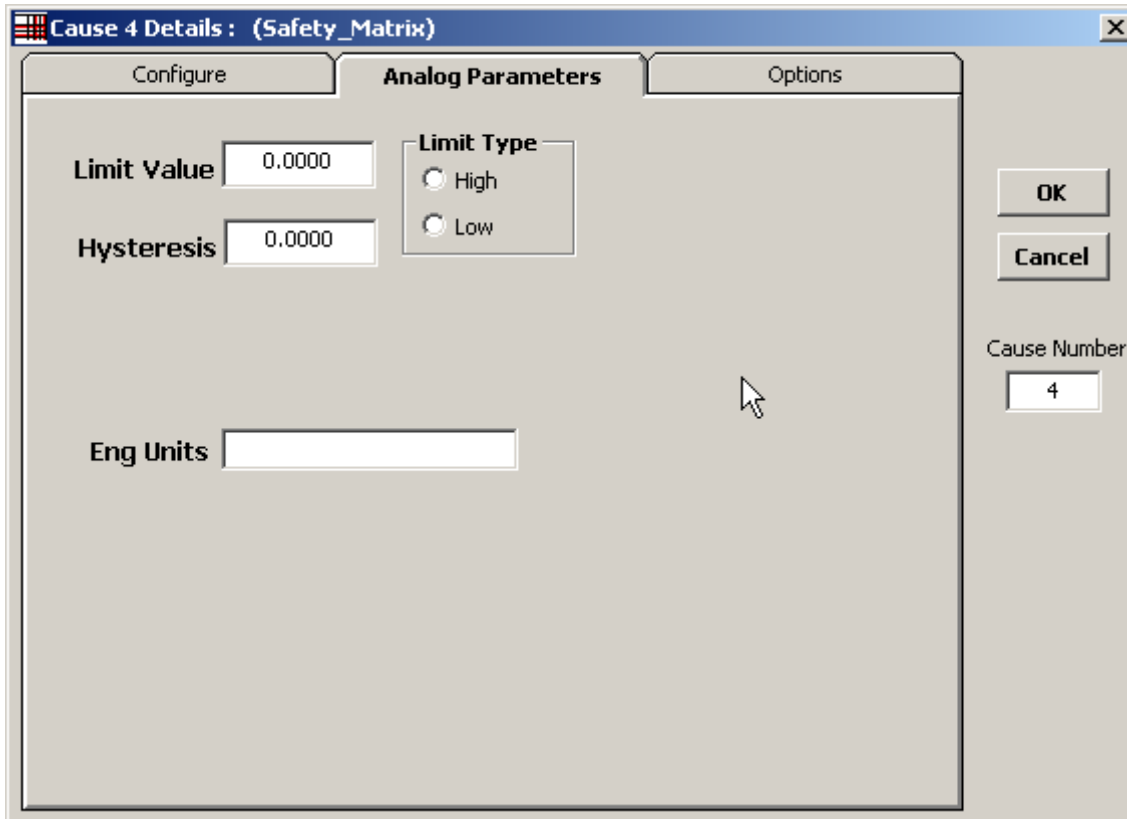 Cause 4 Details :  (Safety_Matrix)
Configure
Analog Parameters
Options
Limit Value
0.0000
Limit Type
High
Low
Hysteresis
0.0000
Eng Units
OK
Cancel
Cause Number
4